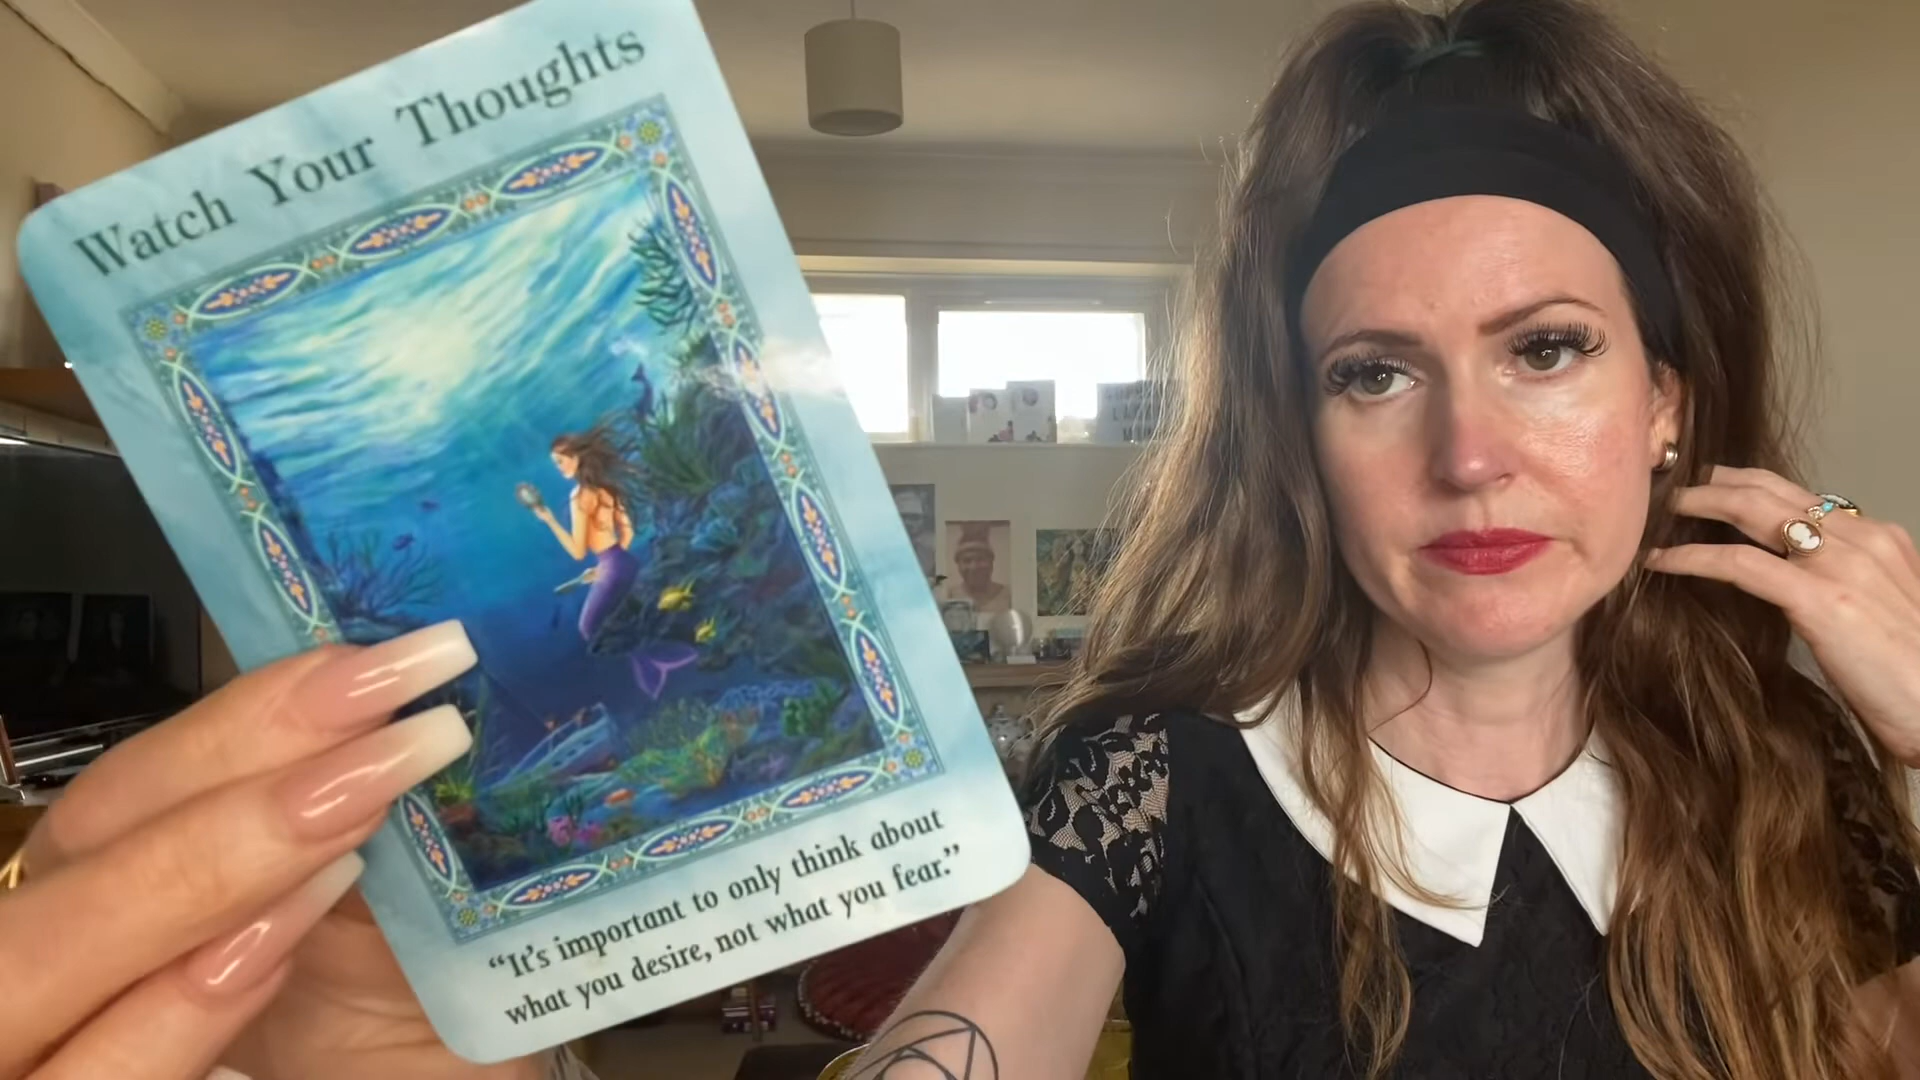 Watch Your Thoughts
“It’s important to only think about
what you desire, not what you fear.”